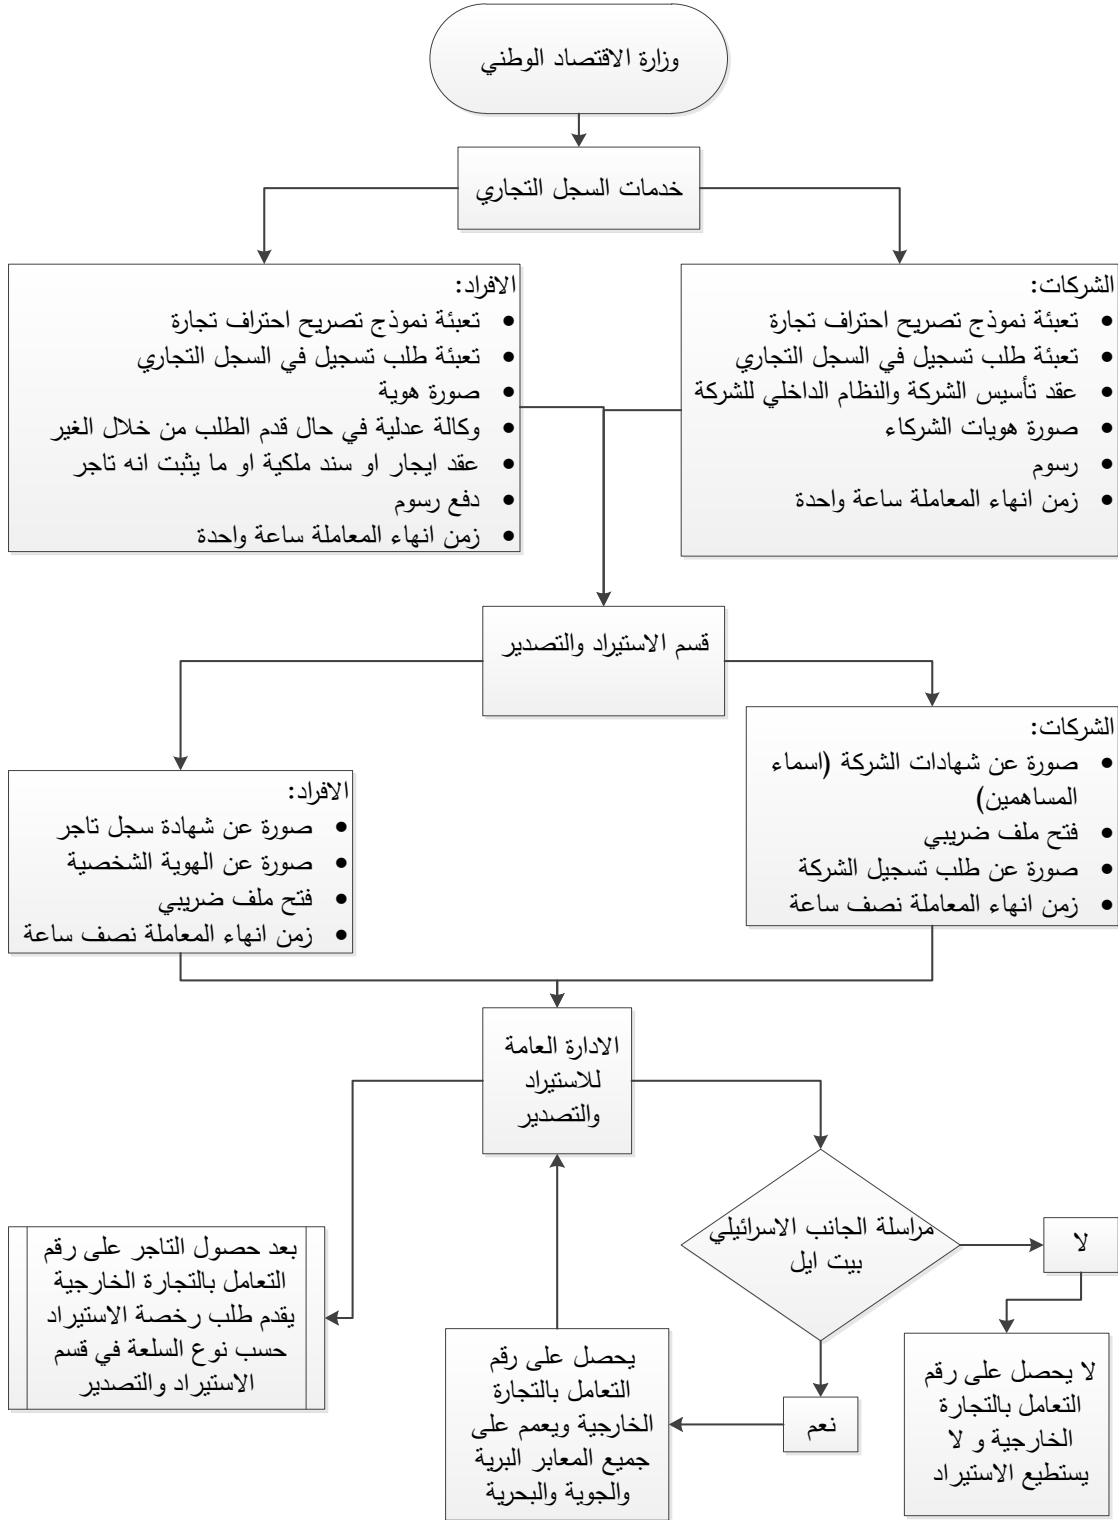 وزارة الاقتصاد الوطني
خدمات السجل التجاري
الشركات:
• تعبئة نموذج تصريح احتراف تجارة
• تعبئة طلب تسجيل في السجل التجاري
• عقد تأسيس الشركة والنظام الداخلي للشركة
• صورة هويات الشركاء
• رسوم
• زمن انهاء المعاملة ساعة واحدة
الافراد:
• تعبئة نموذج تصريح احتراف تجارة
• تعبئة طلب تسجيل في السجل التجاري
• صورة هوية
• وكالة عدلية في حال قدم الطلب من خلال الغير
• عقد ايجار او سند ملكية او ما يثبت انه تاجر
• دفع رسوم
• زمن انهاء المعاملة ساعة واحدة
قسم الاستيراد والتصدير
الشركات:
• صورة عن شهادات الشركة (اسماء
المساهمين)
• فتح ملف ضريبي
• صورة عن طلب تسجيل الشركة
• زمن انهاء المعاملة نصف ساعة
الافراد:
• صورة عن شهادة سجل تاجر
• صورة عن الهوية الشخصية
• فتح ملف ضريبي
• زمن انهاء المعاملة نصف ساعة
الادارة العامة
للاستيراد
والتصدير
مراسلة الجانب الاسرائيلي
بيت ايل
لا
لا يحصل على رقم
التعامل بالتجارة
الخارجية و لا
يستطيع الاستيراد
نعم
يحصل على رقم
التعامل بالتجارة
الخارجية ويعمم على
جميع المعابر البرية
والجوية والبحرية
بعد حصول التاجر على رقم
التعامل بالتجارة الخارجية
يقدم طلب رخصة الاستيراد
حسب نوع السلعة في قسم
الاستيراد والتصدير